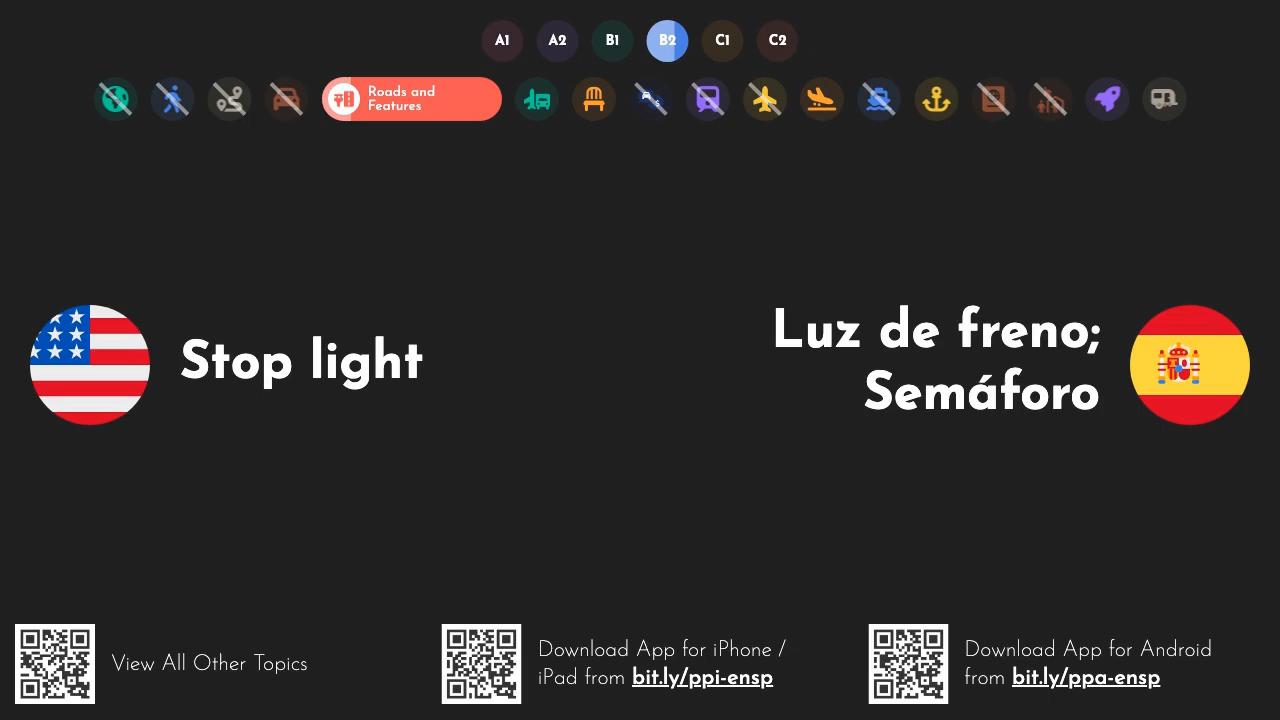 A1 A2 B1 B2 C1 C2
Roads and
Features
Stop light
Luz de freno;
Semáforo
View All Other Topics
Download App for iPhone /
iPad from bit.ly/ppi-ensp
Download App for Android
from bit.ly/ppa-ensp